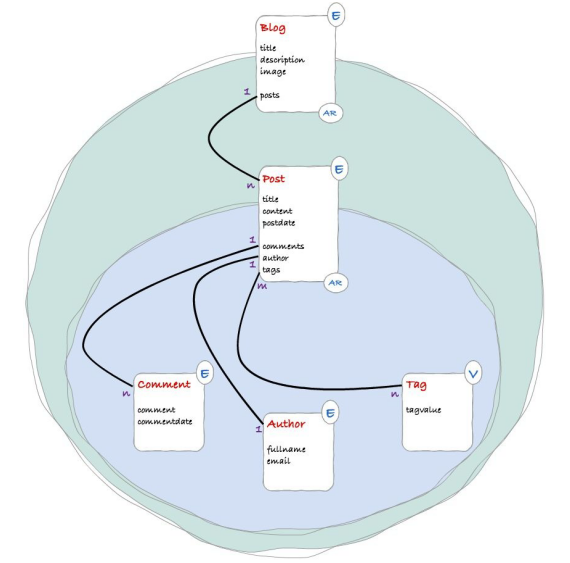 E
Blog
title
description
image
1
posts
AR
E
n
Post
title
content
postdate
1
comments
author
1
tags
m
AR
E
Comment
n
comment
commentdate
E
Author
1
fullname
email
V
Tag
n
tagvalue